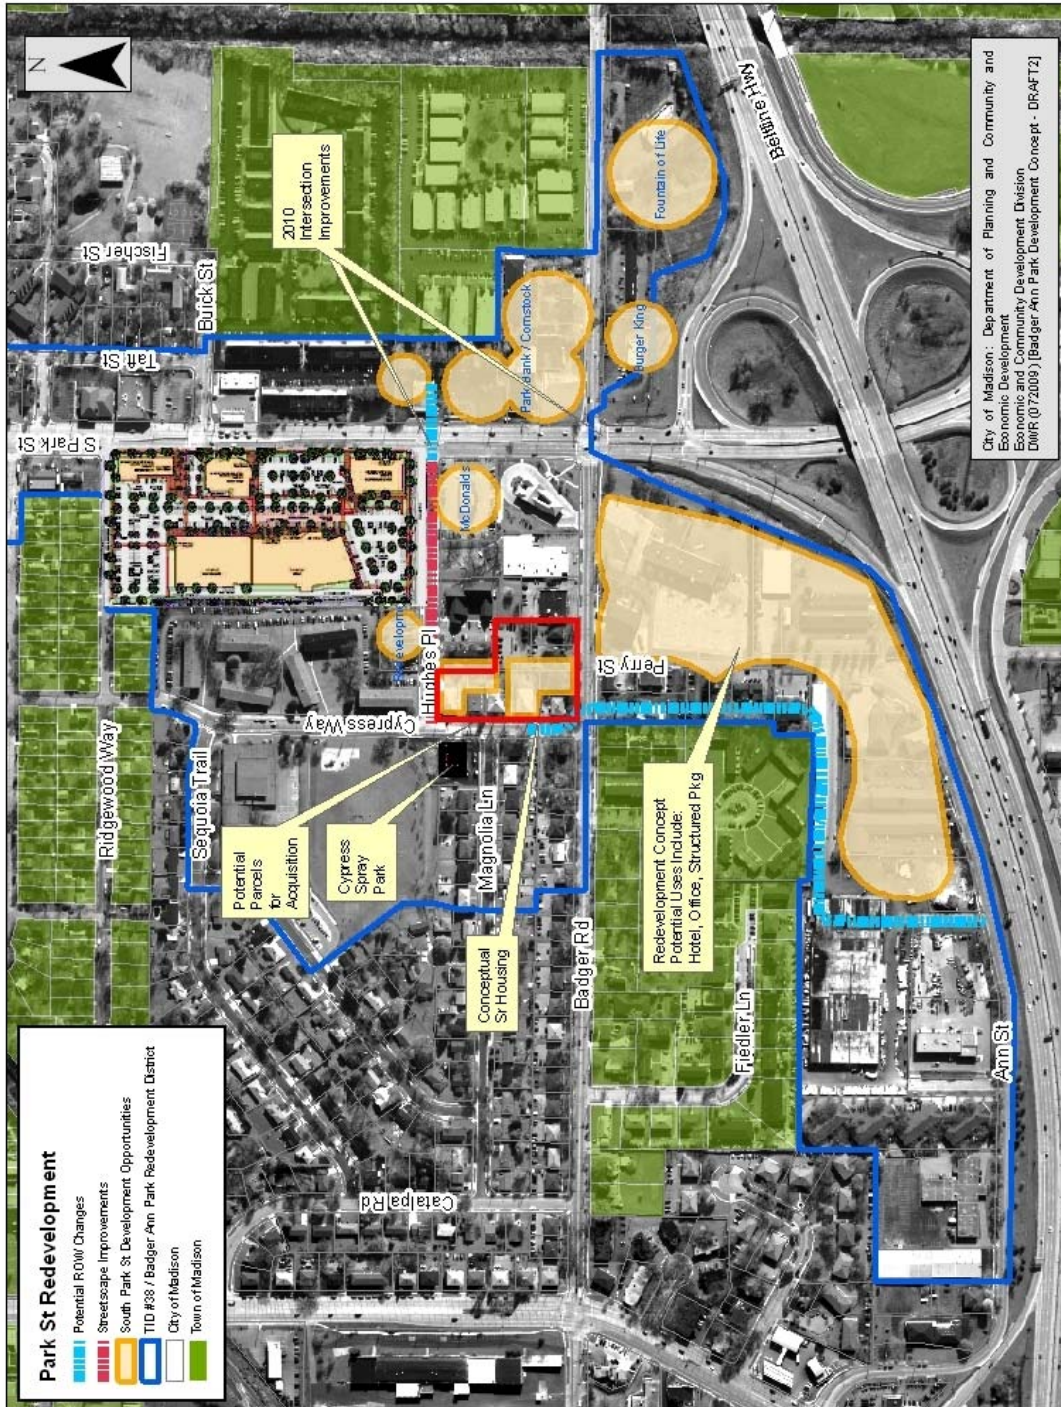 Park St Redevelopment
Potential ROW Changes
Streetscape Improvements
South Park St Development Opportunities
TID #38 / Badger Ann Park Redevelopment District
City of Madison
Town of Madison
N
Fischer St
Buick St
Taft St
S Park St
2010
Intersection
Improvements
Ridgewood Way
Sequoia Trail
Cypress Way
Hughes Pl
Redevelopment
McDonald's
Park Bank / Comstock
Burger King
Fountain of Life
Beltline Hwy
Potential
Parcels
for
Acquisition
Cypress
Spray
Park
Magnolia Ln
Conceptual
Sr Housing
Badger Rd
Perry St
Catalpa Rd
Fiedler Ln
Redevelopment Concept
Potential Uses Include:
Hotel, Office, Structured Pkg
Ann St
City of Madison: Department of Planning and Community and
Economic Development
Economic and Community Development Division
DWR(072009) [Badger Ann Park Development Concept - DRAFT2]